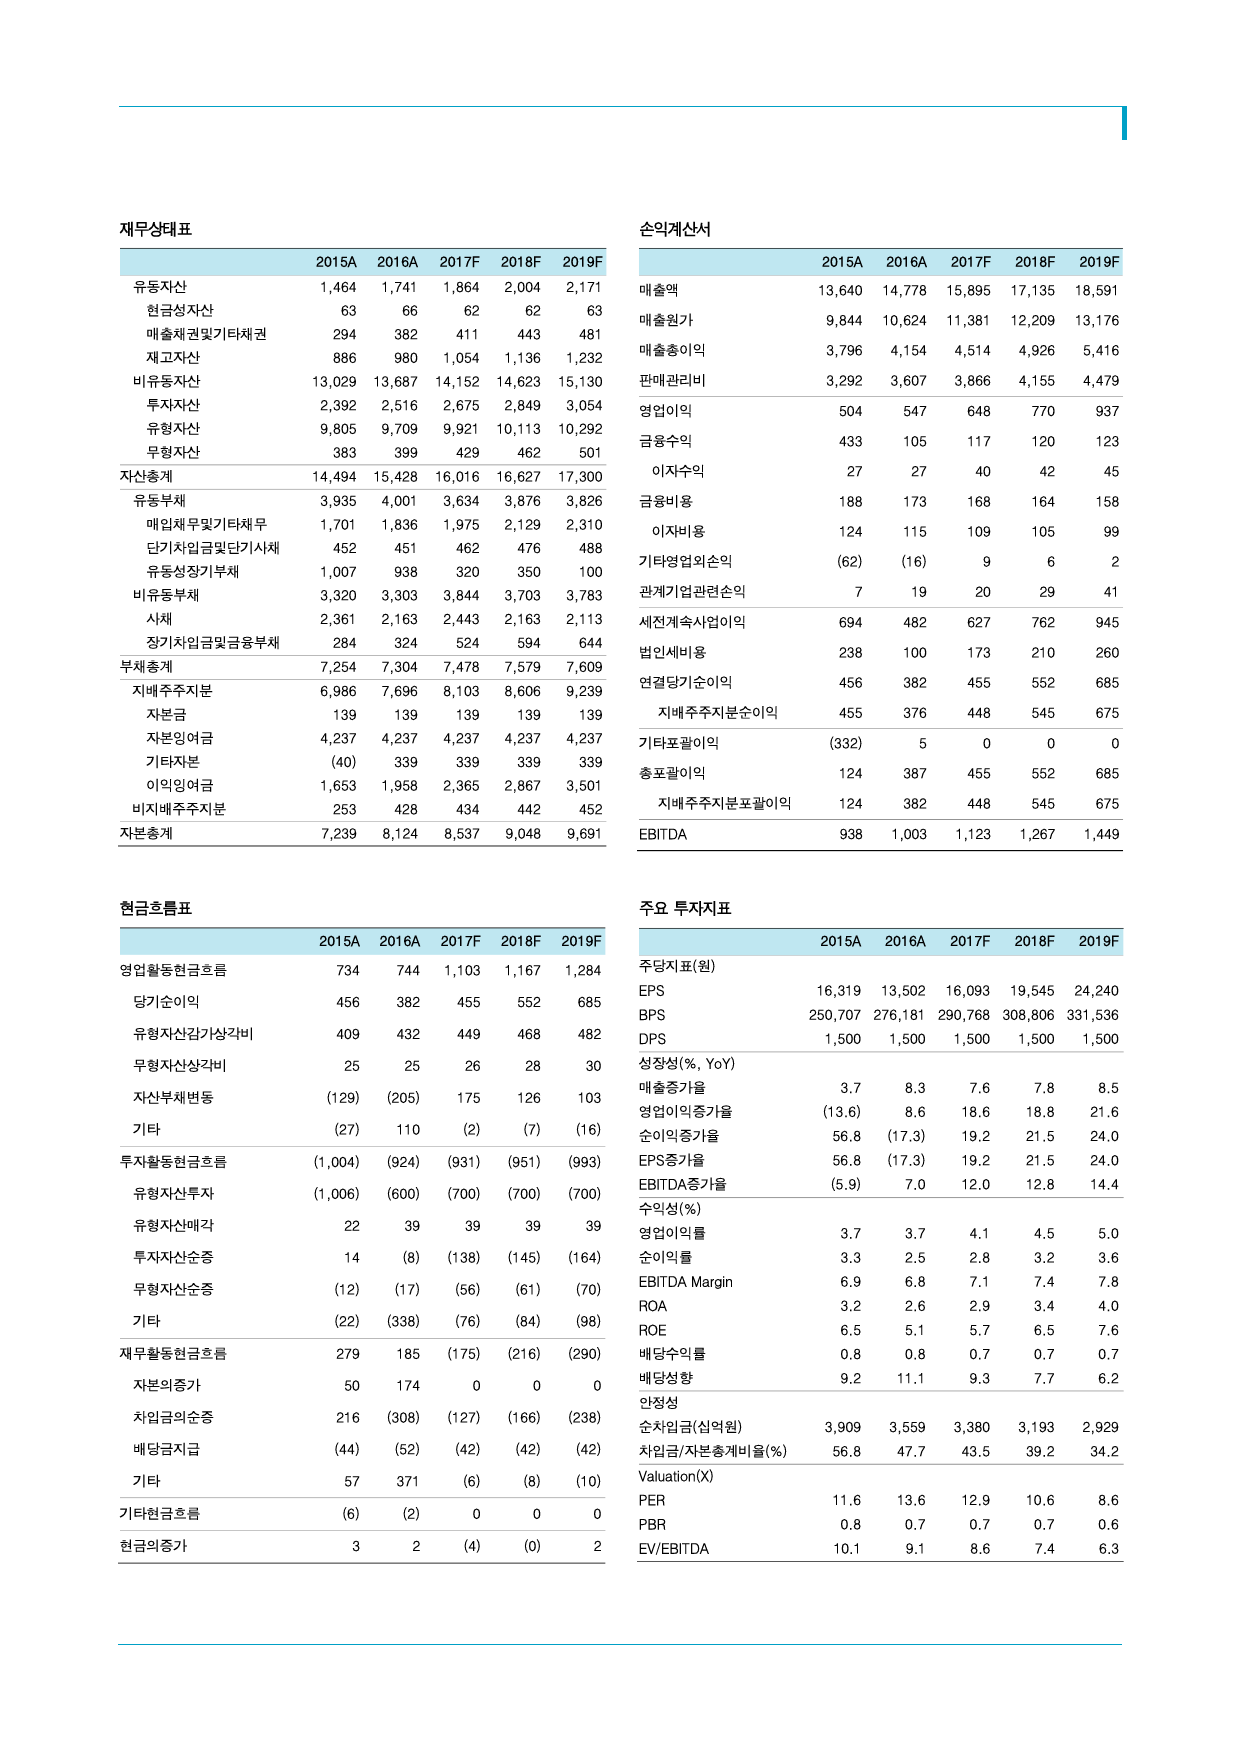 재무상태표
2015A 2016A 2017F 2018F 2019F
유동자산 1,464 1,741 1,864 2,004 2,171
현금성자산 63 66 62 62 63
매출채권및기타채권 294 382 411 443 481
재고자산 886 980 1,054 1,136 1,232
비유동자산 13,029 13,687 14,152 14,623 15,130
투자자산 2,392 2,516 2,675 2,849 3,054
유형자산 9,805 9,709 9,921 10,113 10,292
무형자산 383 399 429 462 501
자산총계 14,494 15,428 16,016 16,627 17,300
유동부채 3,935 4,001 3,634 3,876 3,826
매입채무및기타채무 1,701 1,836 1,975 2,129 2,310
단기차입금및단기사채 452 451 462 476 488
유동성장기부채 1,007 938 320 350 100
비유동부채 3,320 3,303 3,844 3,703 3,783
사채 2,361 2,163 2,443 2,163 2,113
장기차입금및금융부채 284 324 524 594 644
부채총계 7,254 7,304 7,478 7,579 7,609
지배주주지분 6,986 7,696 8,103 8,606 9,239
자본금 139 139 139 139 139
자본잉여금 4,237 4,237 4,237 4,237 4,237
기타자본 (40) 339 339 339 339
이익잉여금 1,653 1,958 2,365 2,867 3,501
비지배주주지분 253 428 434 442 452
자본총계 7,239 8,124 8,537 9,048 9,691
손익계산서
2015A 2016A 2017F 2018F 2019F
매출액 13,640 14,778 15,895 17,135 18,591
매출원가 9,844 10,624 11,381 12,209 13,176
매출총이익 3,796 4,154 4,514 4,926 5,416
판매관리비 3,292 3,607 3,866 4,155 4,479
영업이익 504 547 648 770 937
금융수익 433 105 117 120 123
이자수익 27 27 40 42 45
금융비용 188 173 168 164 158
이자비용 124 115 109 105 99
기타영업외손익 (62) (16) 9 6 2
관계기업관련손익 7 19 20 29 41
세전계속사업이익 694 482 627 762 945
법인세비용 238 100 173 210 260
연결당기순이익 456 382 455 552 685
지배주주지분순이익 455 376 448 545 675
기타포괄이익 (332) 5 0 0 0
총포괄이익 124 387 455 552 685
지배주주지분포괄이익 124 382 448 545 675
EBITDA 938 1,003 1,123 1,267 1,449
현금흐름표
2015A 2016A 2017F 2018F 2019F
영업활동현금흐름 734 744 1,103 1,167 1,284
당기순이익 456 382 455 552 685
유형자산감가상각비 409 432 449 468 482
무형자산상각비 25 25 26 28 30
자산부채변동 (129) (205) 175 126 103
기타 (27) 110 (2) (7) (16)
투자활동현금흐름 (1,004) (924) (931) (951) (993)
유형자산투자 (1,006) (600) (700) (700) (700)
유형자산매각 22 39 39 39 39
투자자산순증 14 (8) (138) (145) (164)
무형자산순증 (12) (17) (56) (61) (70)
기타 (22) (338) (76) (84) (98)
재무활동현금흐름 279 185 (175) (216) (290)
자본의증가 50 174 0 0 0
차입금의순증 216 (308) (127) (166) (238)
배당금지급 (44) (52) (42) (42) (42)
기타 57 371 (6) (8) (10)
기타현금흐름 (6) (2) 0 0 0
현금의증가 3 2 (4) (0) 2
주요 투자지표
2015A 2016A 2017F 2018F 2019F
주당지표(원)
EPS 16,319 13,502 16,093 19,545 24,240
BPS 250,707 276,181 290,768 308,806 331,536
DPS 1,500 1,500 1,500 1,500 1,500
성장성(%, YoY)
매출증가율 3.7 8.3 7.6 7.8 8.5
영업이익증가율 (13.6) 8.6 18.6 18.8 21.6
순이익증가율 56.8 (17.3) 19.2 21.5 24.0
EPS증가율 56.8 (17.3) 19.2 21.5 24.0
EBITDA증가율 (5.9) 7.0 12.0 12.8 14.4
수익성(%)
영업이익률 3.7 3.7 4.1 4.5 5.0
순이익률 3.3 2.5 2.8 3.2 3.6
EBITDA Margin 6.9 6.8 7.1 7.4 7.8
ROA 3.2 2.6 2.9 3.4 4.0
ROE 6.5 5.1 5.7 6.5 7.6
배당수익률 0.8 0.8 0.7 0.7 0.7
배당성향 9.2 11.1 9.3 7.7 6.2
안정성
순차입금(십억원) 3,909 3,559 3,380 3,193 2,929
차입금/자본총계비율(%) 56.8 47.7 43.5 39.2 34.2
Valuation(X)
PER 11.6 13.6 12.9 10.6 8.6
PBR 0.8 0.7 0.7 0.7 0.6
EV/EBITDA 10.1 9.1 8.6 7.4 6.3